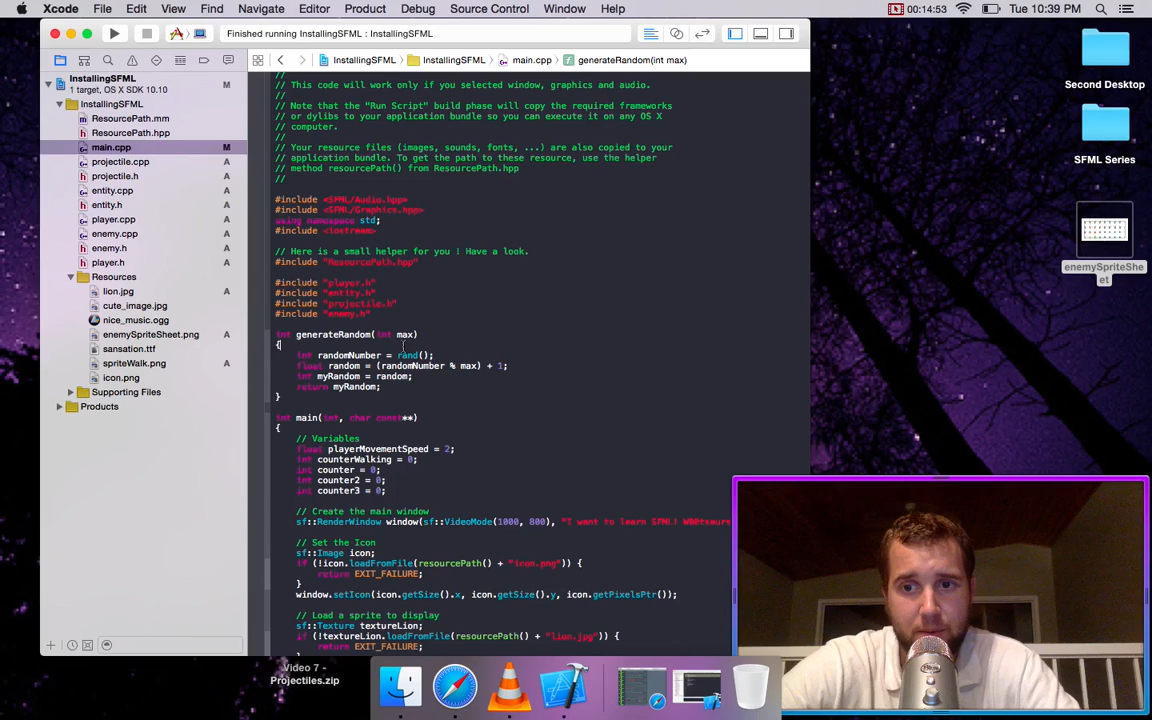 Xcode File Edit View Find Navigate Editor Product Debug Source Control Window Help 00:14:53 Tue 10:39 PM
Finished running InstallingSFML : InstallingSFML
InstallingSFML InstallingSFML main.cpp generateRandom(int max)
InstallingSFML M
1 target, OS X SDK 10.10
InstallingSFML
ResourcePath.mm
ResourcePath.hpp
main.cpp M
projectile.cpp A
projectile.h A
entity.cpp A
entity.h A
player.cpp A
enemy.cpp A
enemy.h A
player.h A
Resources
lion.jpg A
cute_image.jpg
nice_music.ogg
enemySpriteSheet.png A
sansation.ttf
spriteWalk.png A
icon.png
Supporting Files
Products
//
// This code will work only if you selected window, graphics and audio.
//
// Note that the "Run Script" build phase will copy the required frameworks
// or dylibs to your application bundle so you can execute it on any OS X
// computer.
//
// Your resource files (images, sounds, fonts, ...) are also copied to your
// application bundle. To get the path to these resource, use the helper
// method resourcePath() from ResourcePath.hpp
//
#include <SFML/Audio.hpp>
#include <SFML/Graphics.hpp>
using namespace std;
#include <iostream>
// Here is a small helper for you ! Have a look.
#include "ResourcePath.hpp"
#include "player.h"
#include "entity.h"
#include "projectile.h"
#include "enemy.h"
int generateRandom(int max)
{
int randomNumber = rand();
float random = (randomNumber % max) + 1;
int myRandom = random;
return myRandom;
}
int main(int, char const**)
{
// Variables
float playerMovementSpeed = 2;
int counterWalking = 0;
int counter = 0;
int counter2 = 0;
int counter3 = 0;
// Create the main window
sf::RenderWindow window(sf::VideoMode(1000, 800), "I want to learn SFML!
// Set the Icon
sf::Image icon;
if (!icon.loadFromFile(resourcePath() + "icon.png")) {
return EXIT_FAILURE;
}
window.setIcon(icon.getSize().x, icon.getSize().y, icon.getPixelsPtr());
// Load a sprite to display
sf::Texture textureLion;
if (!textureLion.loadFromFile(resourcePath() + "lion.jpg")) {
return EXIT_FAILURE;
Second Desktop
SFML Series
enemySpriteShe
et
Project 7 -
Projectiles.zip